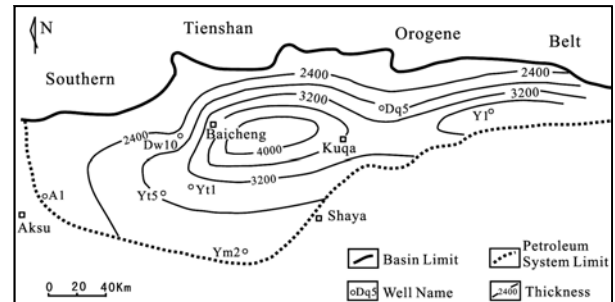 N
Tienshan
Orogene
Belt
Southern
2400
2400
3200
3200
Dq5
Y1
2400
Baicheng
Dw10
4000
Kuqa
3200
A1
Yt5
Yt1
Aksu
Shaya
Ym2
0 20 40Km
Basin Limit
Petroleum
System Limit
Dq5 Well Name
2400 Thickness